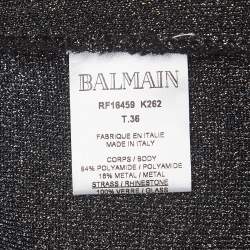 BALMAIN
RF16459 K262
T.36
FABRIQUE EN ITALIE
MADE IN ITALY
CORPS / BODY
84% POLYAMIDE / POLYAMIDE
16% METAL / METAL
STRASS / RHINESTONE
100% VERRE / GLASS